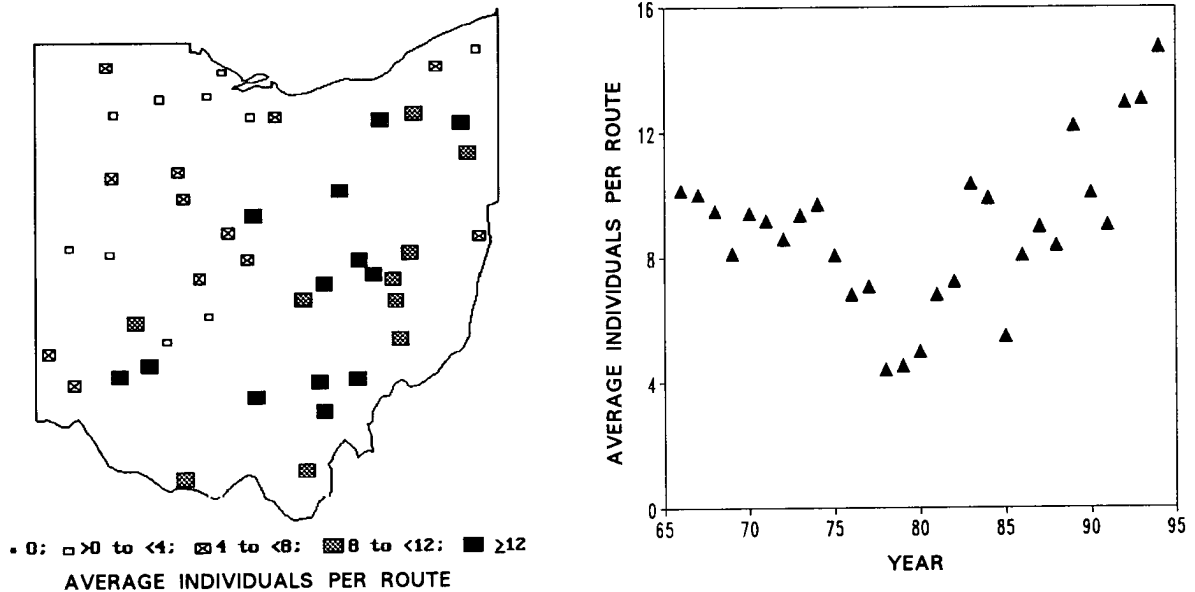 • 0; >0 to <4; 4 to <8; 8 to <12; ≥12
AVERAGE INDIVIDUALS PER ROUTE
AVERAGE INDIVIDUALS PER ROUTE
16
12
8
4
0
65 70 75 80 85 90 95
YEAR